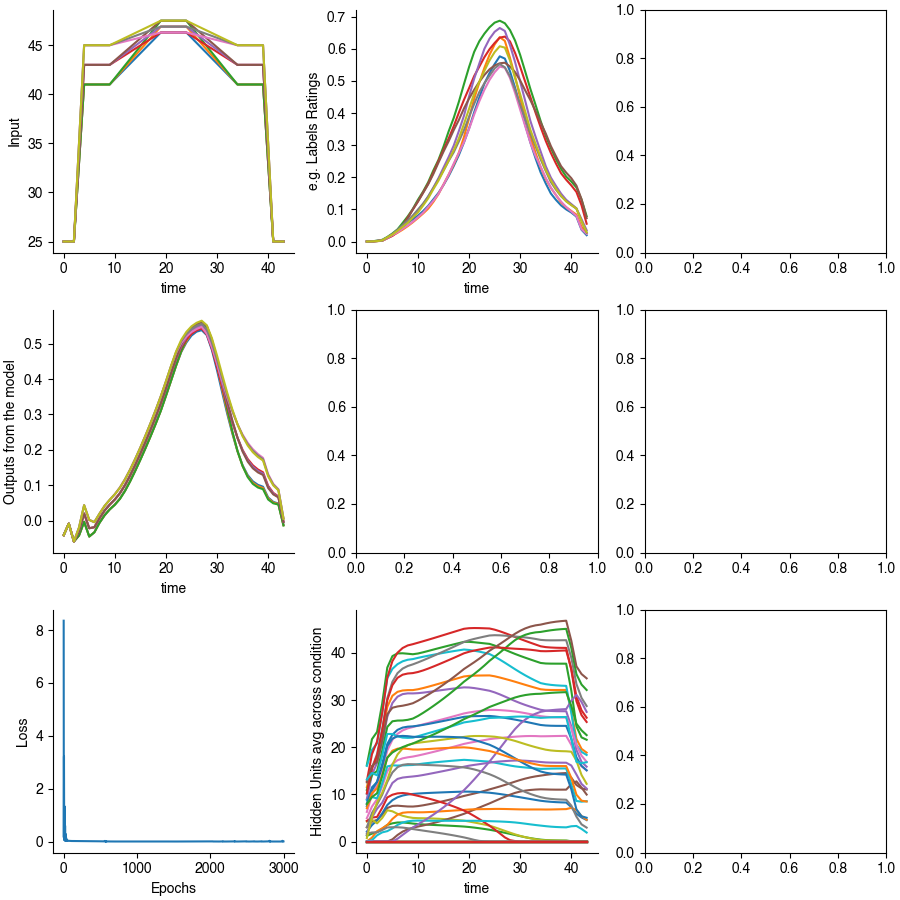 45
40
35
30
25
Input
0 10 20 30 40
time
0.7
0.6
0.5
0.4
0.3
0.2
0.1
0.0
e.g. Labels Ratings
0 10 20 30 40
time
1.0
0.8
0.6
0.4
0.2
0.0
0.0 0.2 0.4 0.6 0.8 1.0
0.5
0.4
0.3
0.2
0.1
0.0
Outputs from the model
0 10 20 30 40
time
1.0
0.8
0.6
0.4
0.2
0.0
0.0 0.2 0.4 0.6 0.8 1.0
1.0
0.8
0.6
0.4
0.2
0.0
0.0 0.2 0.4 0.6 0.8 1.0
8
6
4
2
0
Loss
0 1000 2000 3000
Epochs
40
30
20
10
0
Hidden Units avg across condition
0 10 20 30 40
time
1.0
0.8
0.6
0.4
0.2
0.0
0.0 0.2 0.4 0.6 0.8 1.0